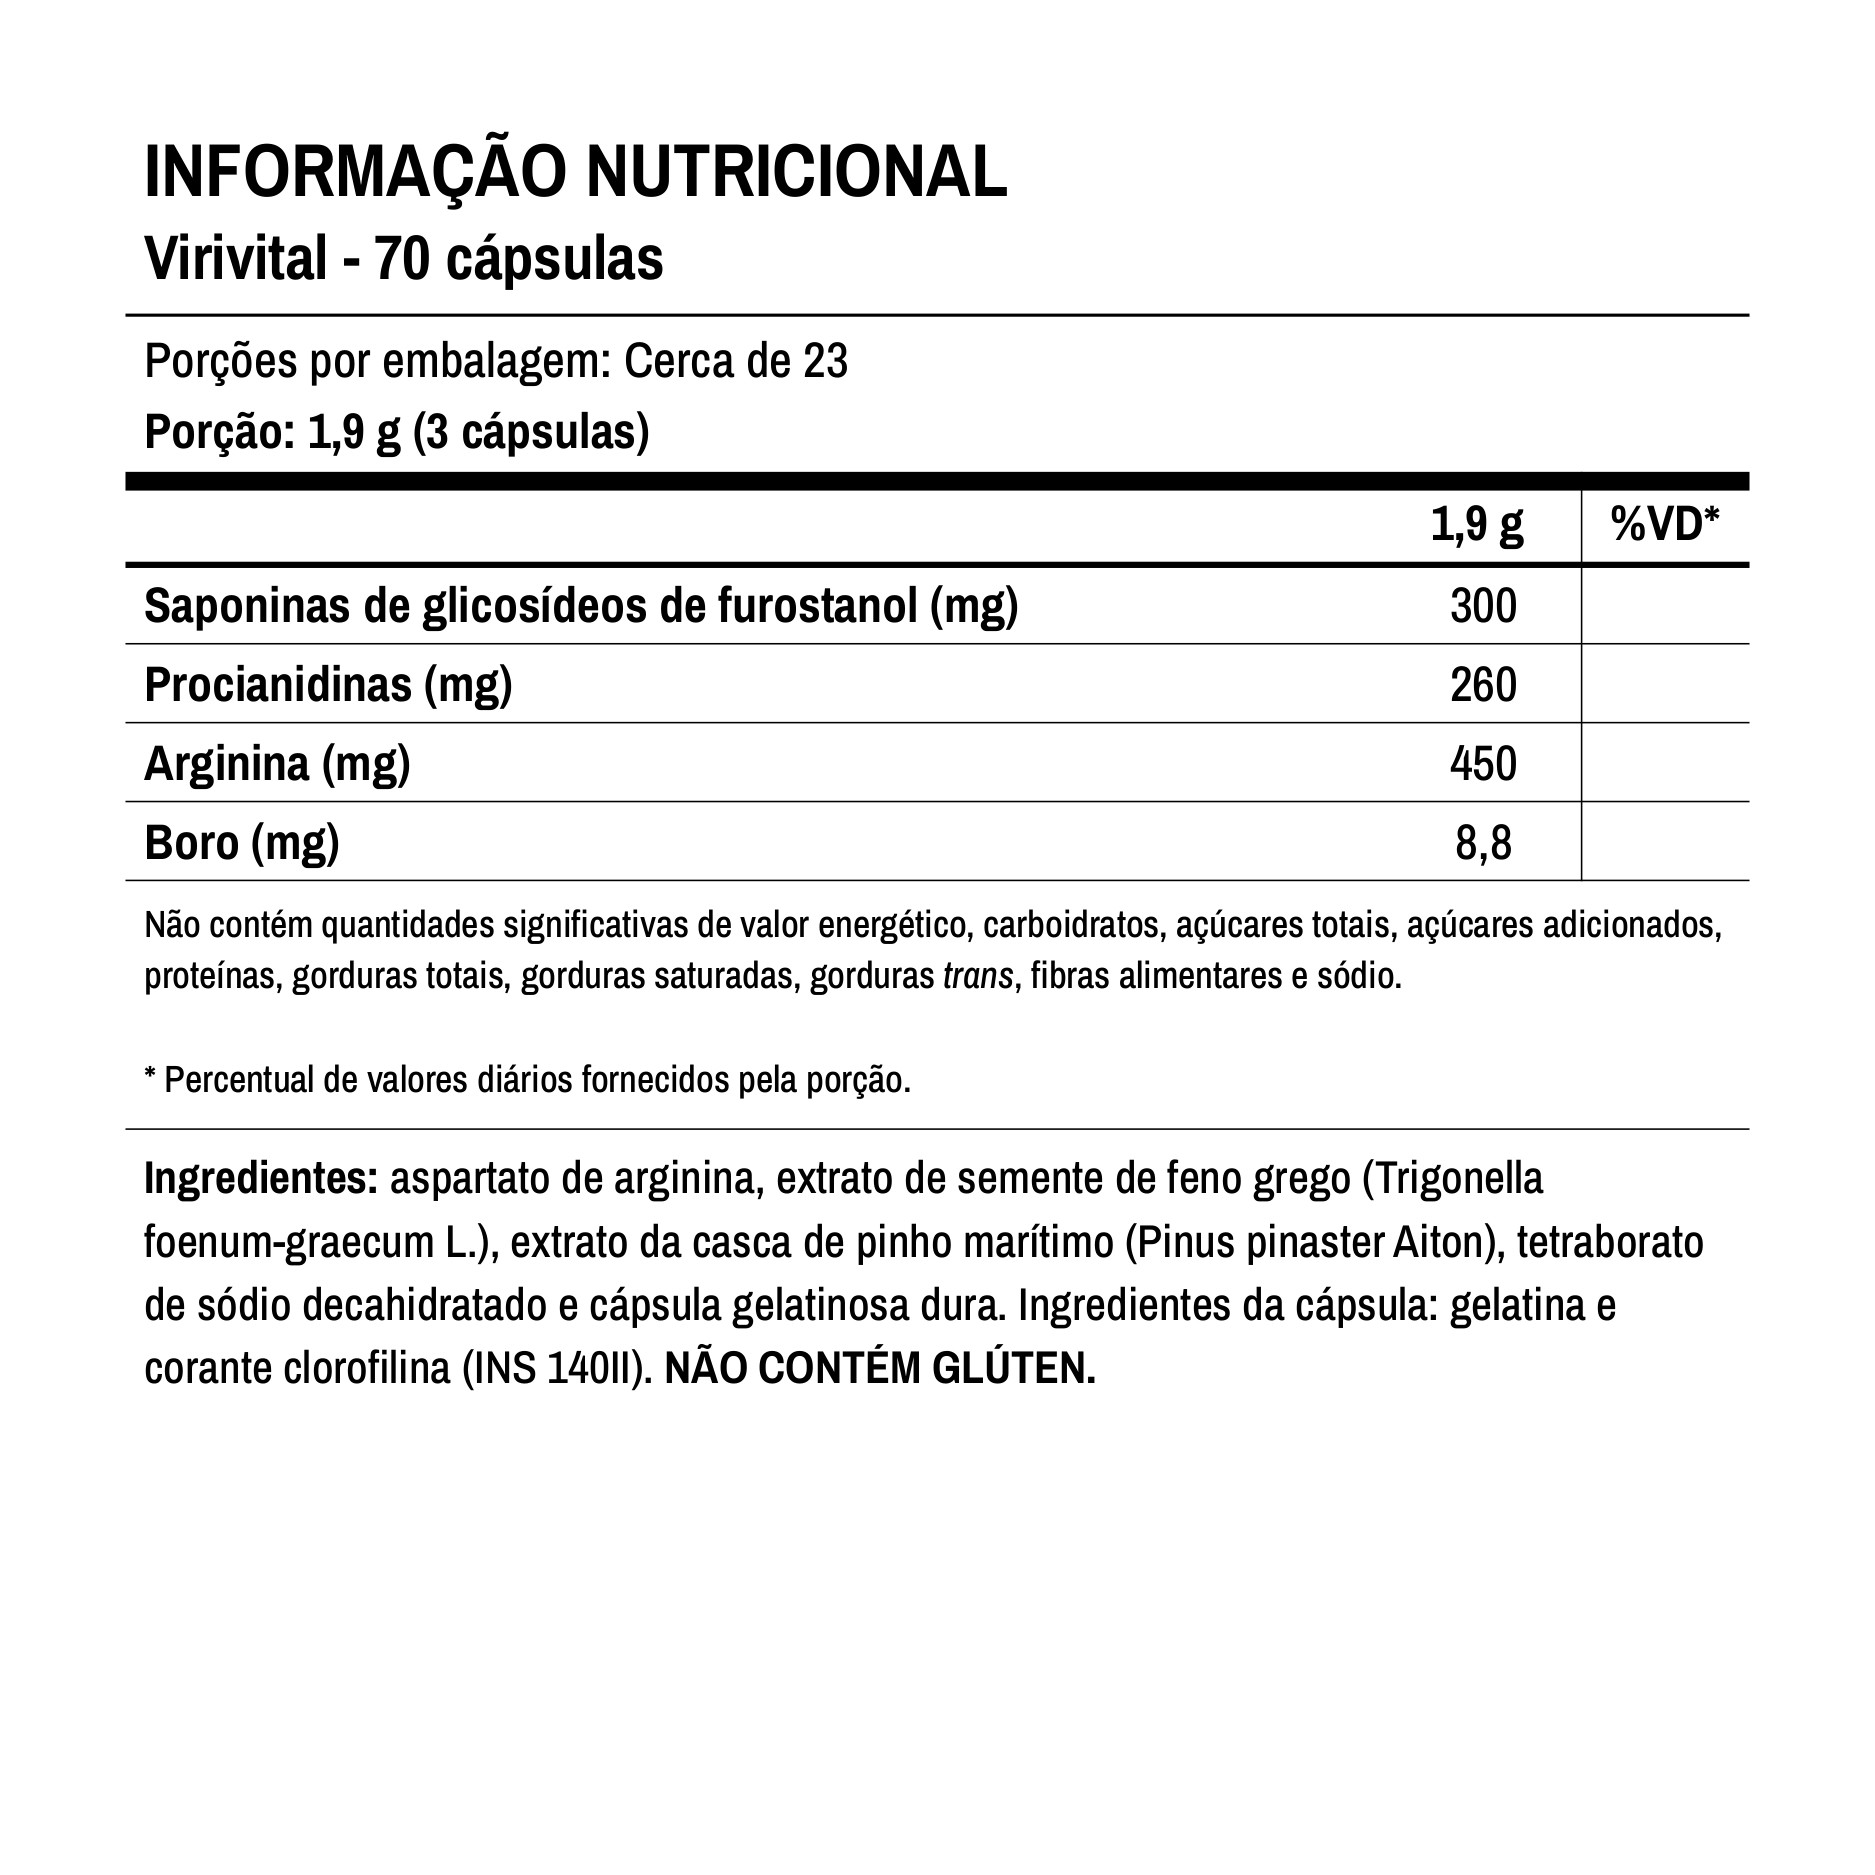 INFORMAÇÃO NUTRICIONAL
Virivital - 70 cápsulas
Porções por embalagem: Cerca de 23
Porção: 1,9 g (3 cápsulas)
1,9 g %VD*
Saponinas de glicosídeos de furostanol (mg) 300
Procianidinas (mg) 260
Arginina (mg) 450
Boro (mg) 8,8
Não contém quantidades significativas de valor energético, carboidratos, açúcares totais, açúcares adicionados,
proteínas, gorduras totais, gorduras saturadas, gorduras trans, fibras alimentares e sódio.
* Percentual de valores diários fornecidos pela porção.
Ingredientes: aspartato de arginina, extrato de semente de feno grego (Trigonella
foenum-graecum L.), extrato da casca de pinho marítimo (Pinus pinaster Aiton), tetraborato
de sódio decahidratado e cápsula gelatinosa dura. Ingredientes da cápsula: gelatina e
corante clorofilina (INS 140II). NÃO CONTÉM GLÚTEN.